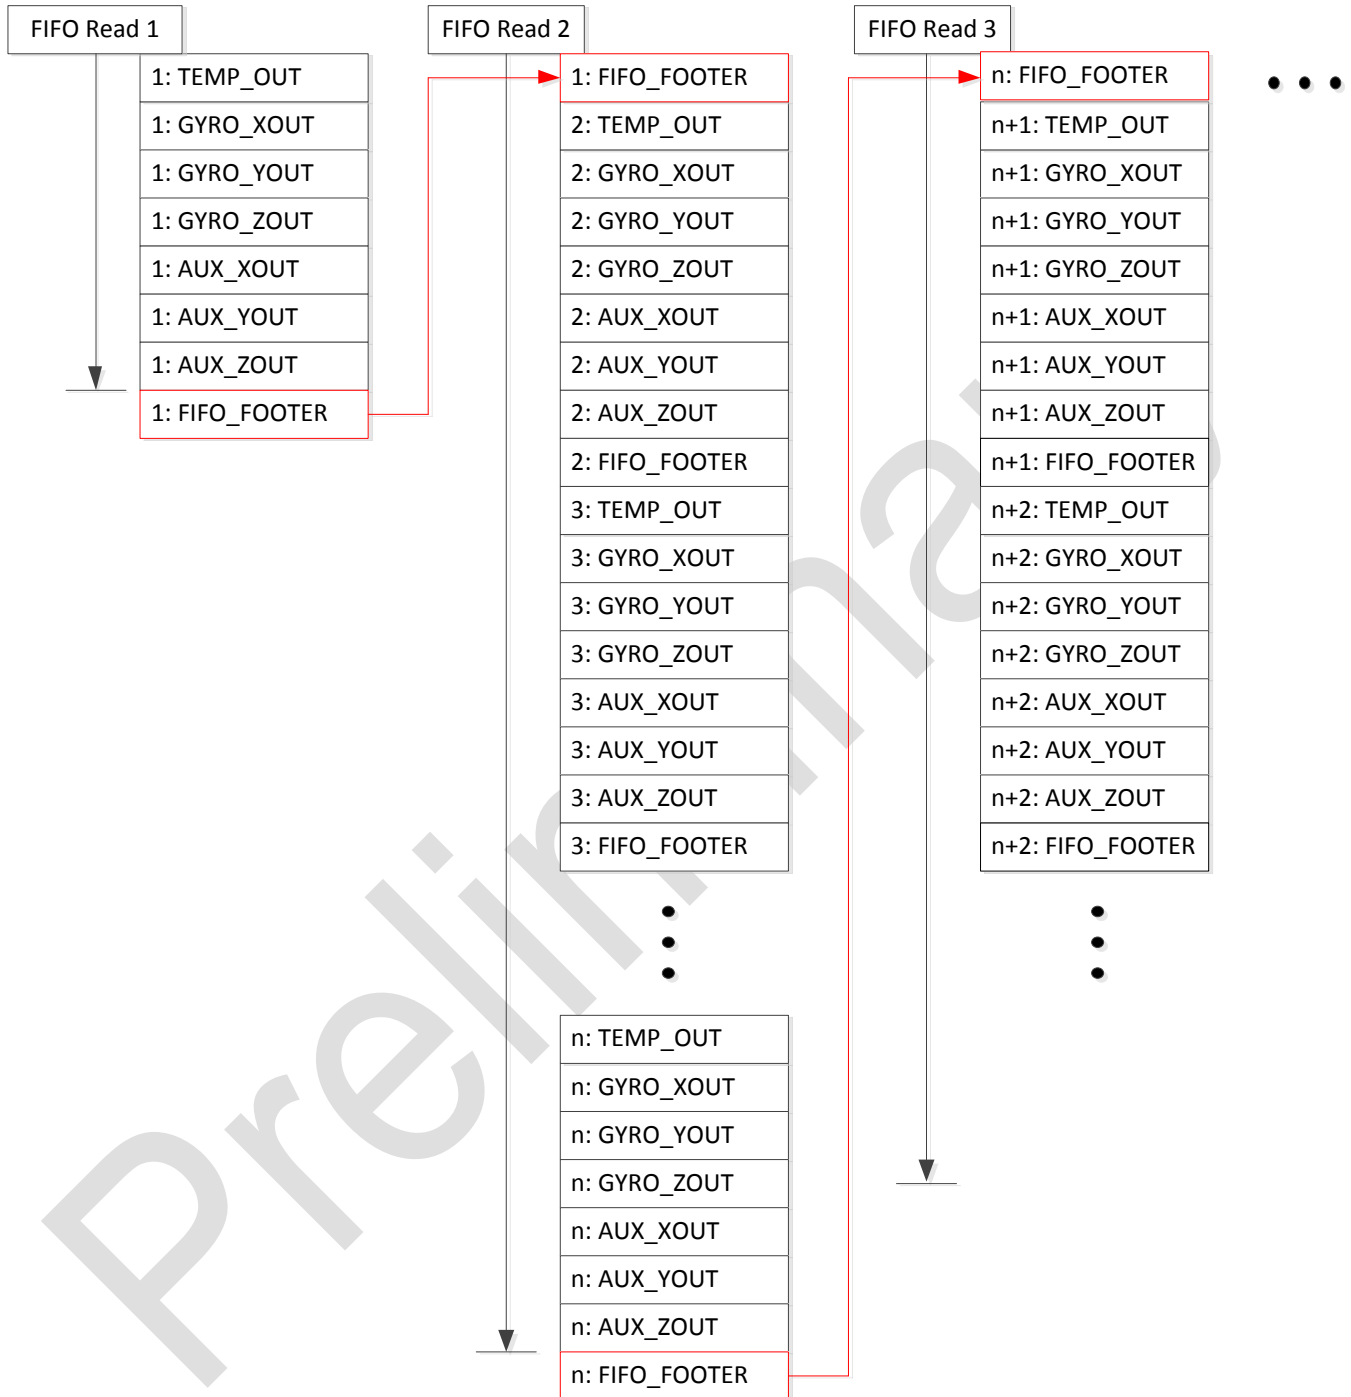 FIFO Read 1
1: TEMP_OUT
1: GYRO_XOUT
1: GYRO_YOUT
1: GYRO_ZOUT
1: AUX_XOUT
1: AUX_YOUT
1: AUX_ZOUT
1: FIFO_FOOTER
FIFO Read 2
1: FIFO_FOOTER
2: TEMP_OUT
2: GYRO_XOUT
2: GYRO_YOUT
2: GYRO_ZOUT
2: AUX_XOUT
2: AUX_YOUT
2: AUX_ZOUT
2: FIFO_FOOTER
3: TEMP_OUT
3: GYRO_XOUT
3: GYRO_YOUT
3: GYRO_ZOUT
3: AUX_XOUT
3: AUX_YOUT
3: AUX_ZOUT
3: FIFO_FOOTER
n: TEMP_OUT
n: GYRO_XOUT
n: GYRO_YOUT
n: GYRO_ZOUT
n: AUX_XOUT
n: AUX_YOUT
n: AUX_ZOUT
n: FIFO_FOOTER
FIFO Read 3
n: FIFO_FOOTER
n+1: TEMP_OUT
n+1: GYRO_XOUT
n+1: GYRO_YOUT
n+1: GYRO_ZOUT
n+1: AUX_XOUT
n+1: AUX_YOUT
n+1: AUX_ZOUT
n+1: FIFO_FOOTER
n+2: TEMP_OUT
n+2: GYRO_XOUT
n+2: GYRO_YOUT
n+2: GYRO_ZOUT
n+2: AUX_XOUT
n+2: AUX_YOUT
n+2: AUX_ZOUT
n+2: FIFO_FOOTER